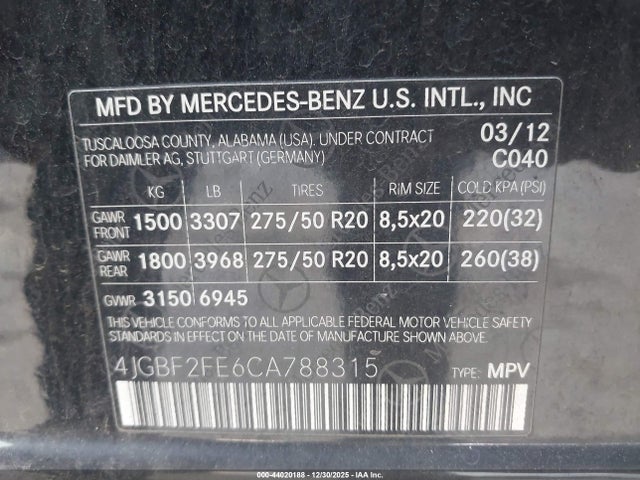 MFD BY MERCEDES-BENZ U.S. INTL., INC
TUSCALOOSA COUNTY, ALABAMA (USA). UNDER CONTRACT 03/12
FOR DAIMLER AG, STUTTGART (GERMANY) C040
KG LB TIRES RIM SIZE COLD KPA (PSI)
GAWR FRONT 1500 3307 275/50 R20 8,5x20 220(32)
GAWR REAR 1800 3968 275/50 R20 8,5x20 260(38)
GVWR 3150 6945
THIS VEHICLE CONFORMS TO ALL APPLICABLE FEDERAL MOTOR VEHICLE SAFETY
STANDARDS IN EFFECT ON THE DATE OF MANUFACTURE SHOWN ABOVE.
4JGBF2FE6CA788315 TYPE: MPV
000-44020188 - 12/30/2025 - IAA Inc.